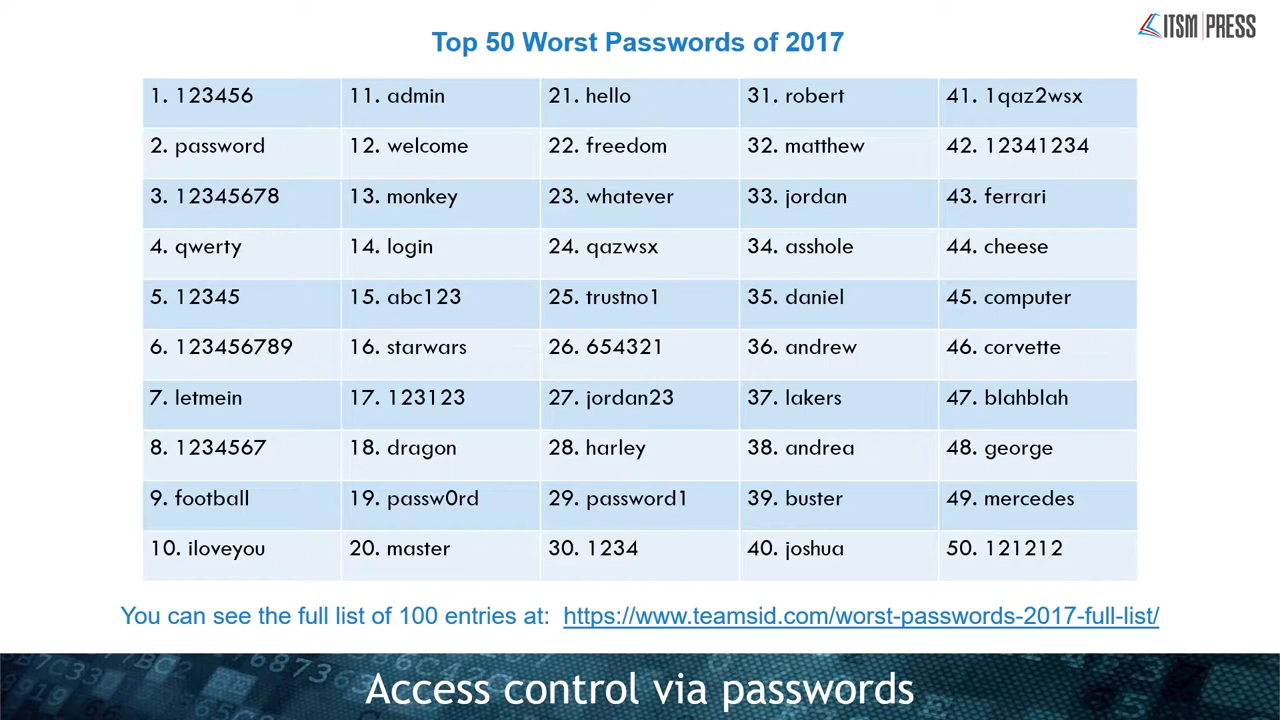 ITSM|PRESS
Top 50 Worst Passwords of 2017
1. 123456 11. admin 21. hello 31. robert 41. 1qaz2wsx
2. password 12. welcome 22. freedom 32. matthew 42. 12341234
3. 12345678 13. monkey 23. whatever 33. jordan 43. ferrari
4. qwerty 14. login 24. qazwsx 34. asshole 44. cheese
5. 12345 15. abc123 25. trustno1 35. daniel 45. computer
6. 123456789 16. starwars 26. 654321 36. andrew 46. corvette
7. letmein 17. 123123 27. jordan23 37. lakers 47. blahblah
8. 1234567 18. dragon 28. harley 38. andrea 48. george
9. football 19. passw0rd 29. password1 39. buster 49. mercedes
10. iloveyou 20. master 30. 1234 40. joshua 50. 121212
You can see the full list of 100 entries at: https://www.teamsid.com/worst-passwords-2017-full-list/
Access control via passwords